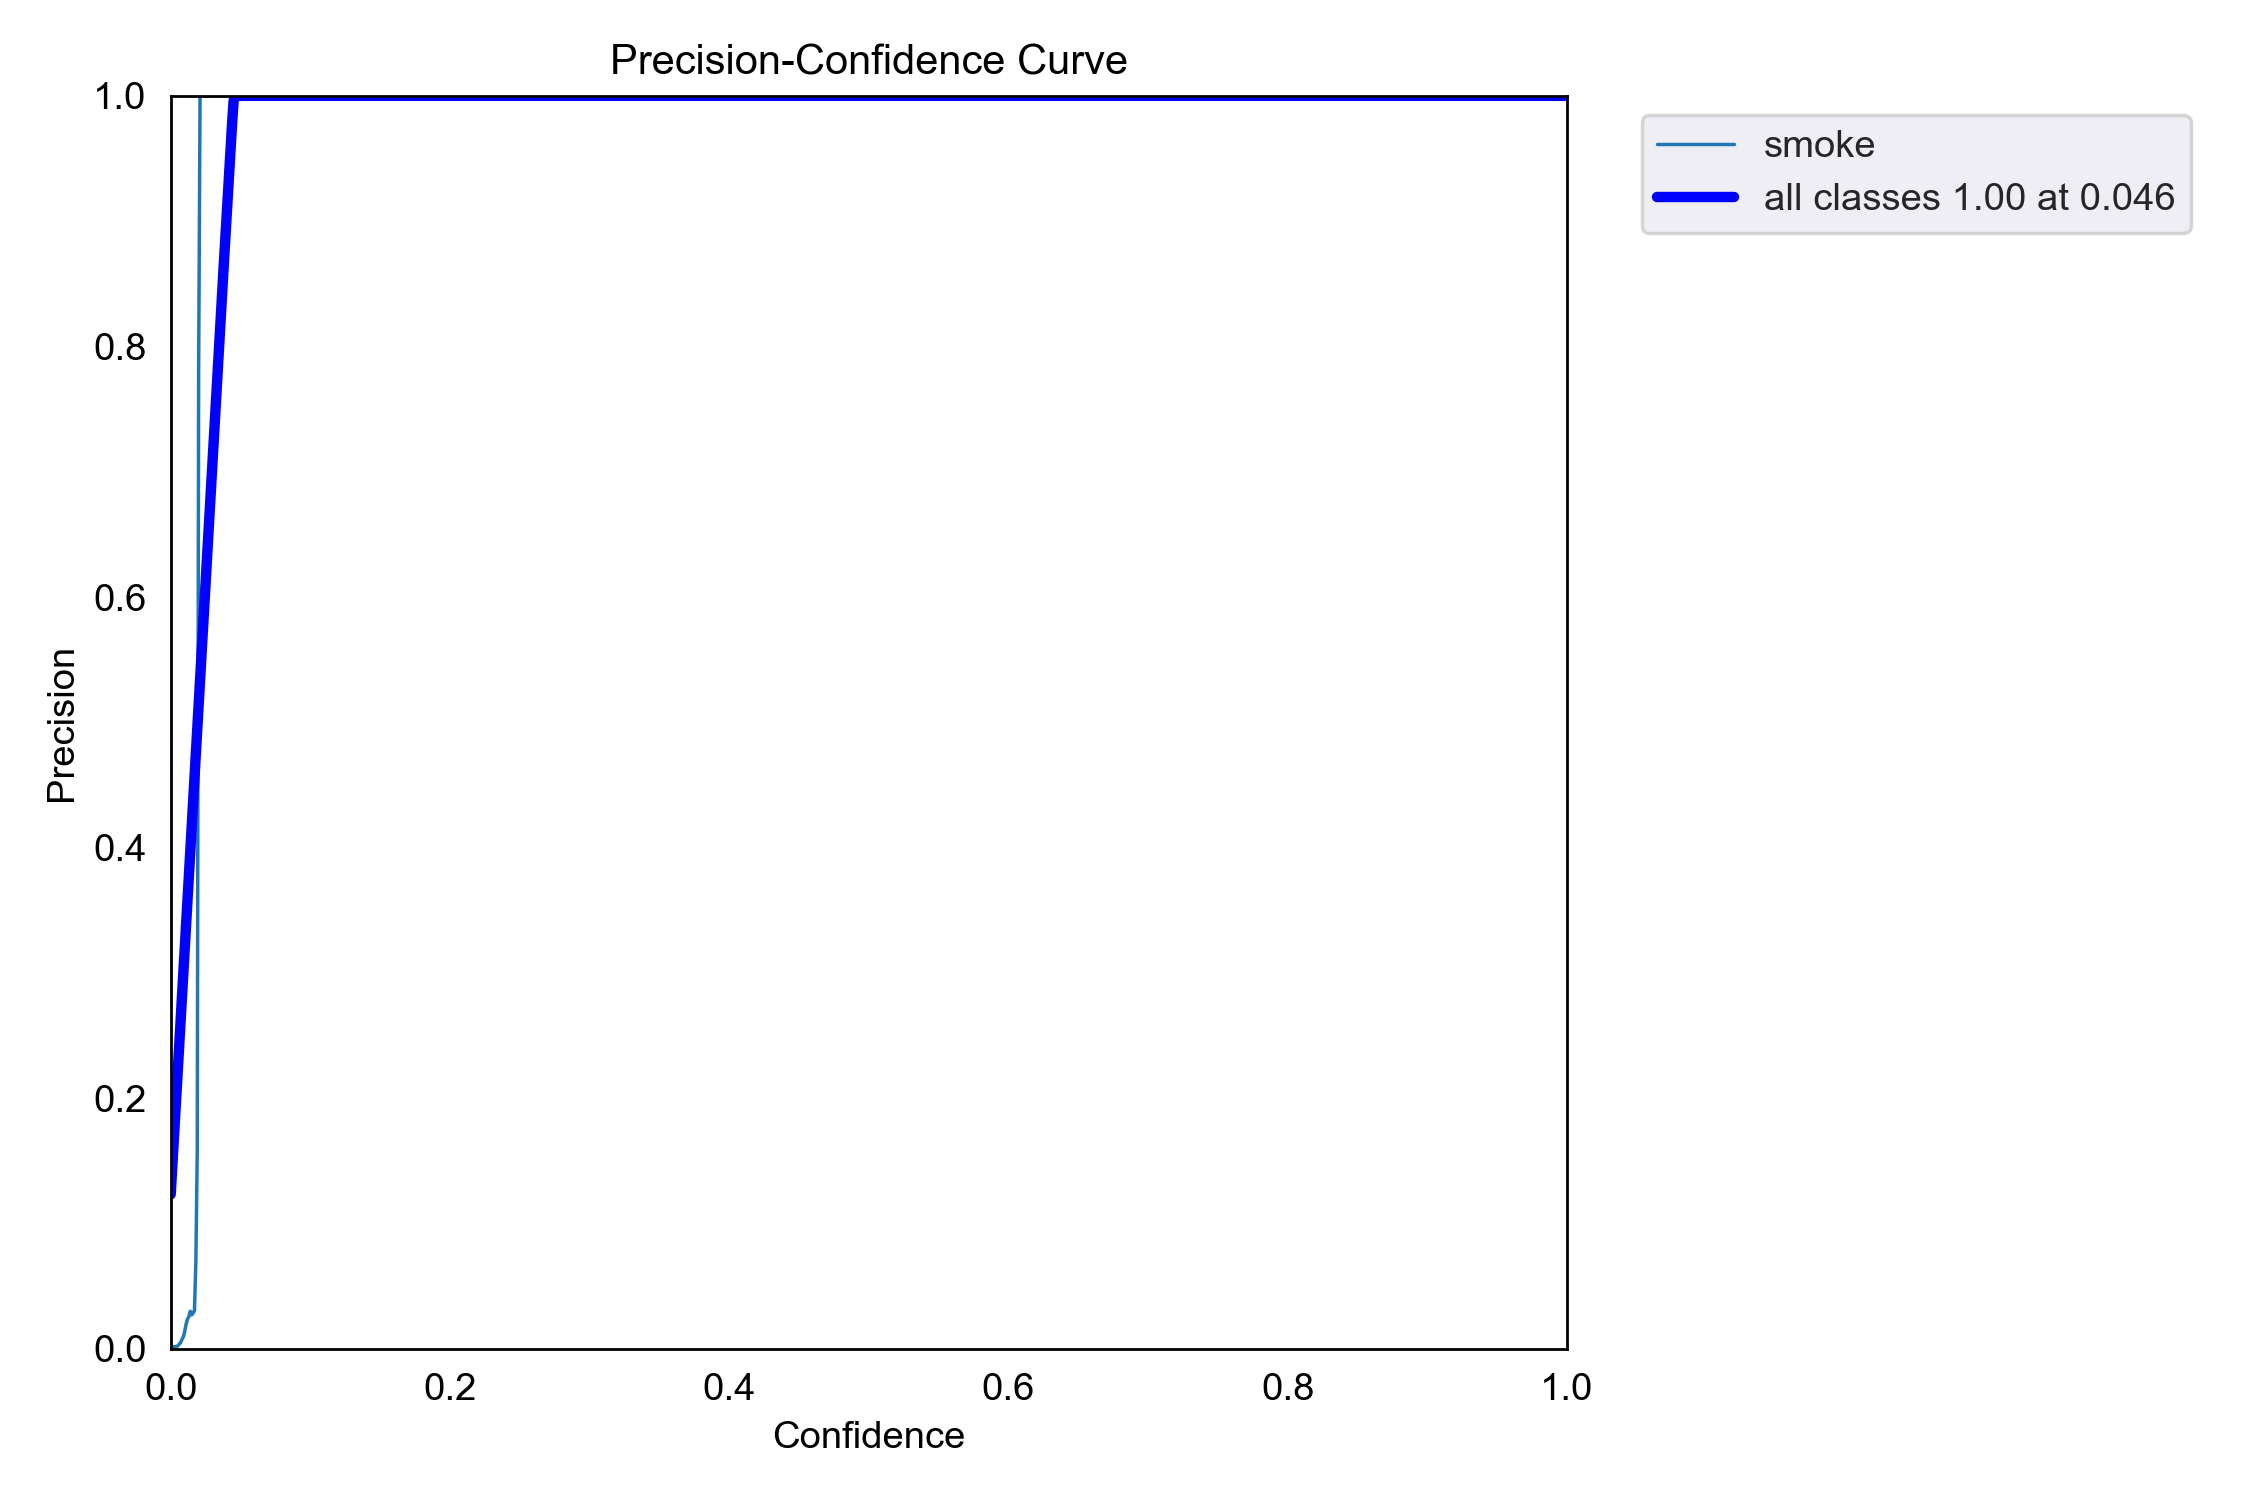 Precision-Confidence Curve
1.0
0.8
0.6
0.4
0.2
0.0
Precision
0.0 0.2 0.4 0.6 0.8 1.0
Confidence
smoke
all classes 1.00 at 0.046